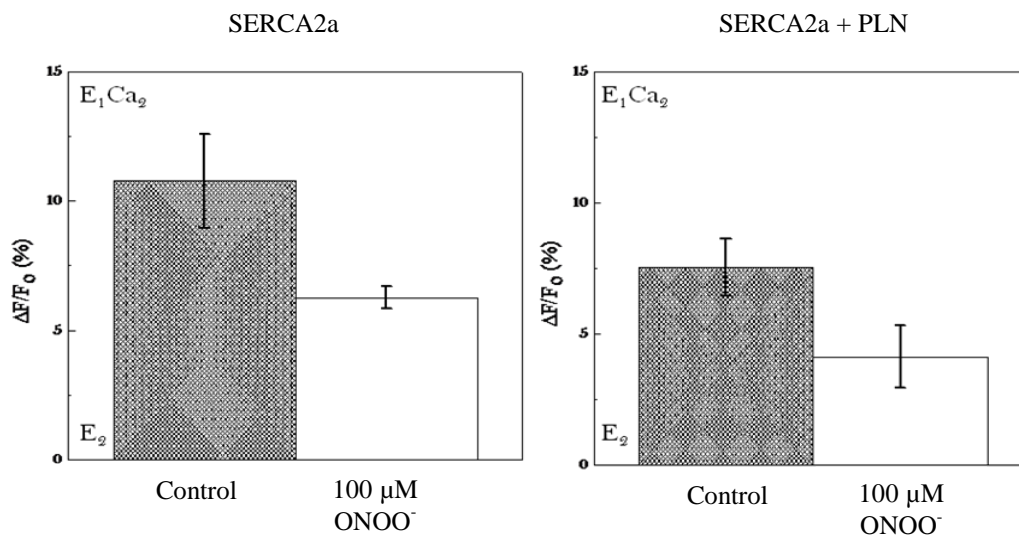 SERCA2a
15
E₁Ca₂
10
ΔF/F₀ (%)
5
E₂
0
Control
100 µM
ONOO⁻
SERCA2a + PLN
15
E₁Ca₂
10
ΔF/F₀ (%)
5
E₂
0
Control
100 µM
ONOO⁻